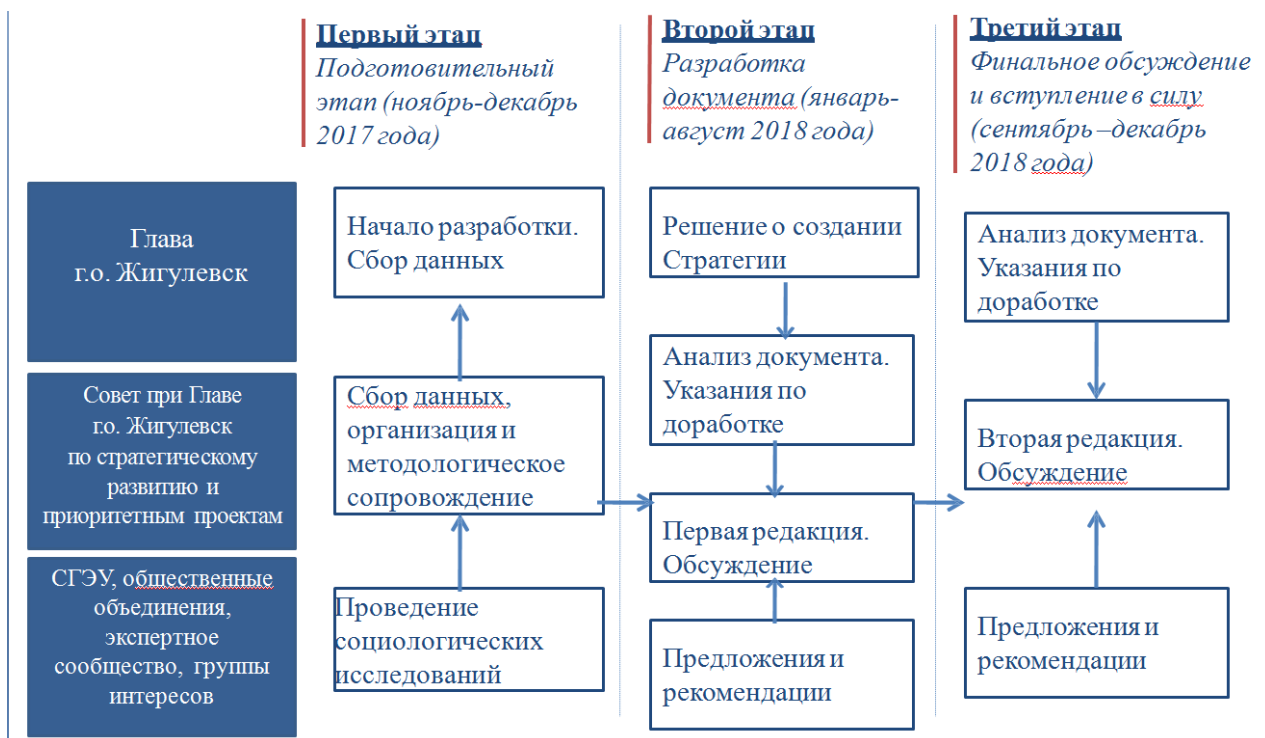 Первый этап
Подготовительный
этап (ноябрь-декабрь
2017 года)
Второй этап
Разработка
документа (январь-
август 2018 года)
Третий этап
Финальное обсуждение
и вступление в силу
(сентябрь –декабрь
2018 года)
Глава
г.о. Жигулевск
Начало разработки.
Сбор данных
Решение о создании
Стратегии
Анализ документа.
Указания по
доработке
Совет при Главе
г.о. Жигулевск
по стратегическому
развитию и
приоритетным проектам
Сбор данных,
организация и
методологическое
сопровождение
Анализ документа.
Указания по
доработке
Первая редакция.
Обсуждение
Вторая редакция.
Обсуждение
СГЭУ, общественные
объединения,
экспертное
сообщество, группы
интересов
Проведение
социологических
исследований
Предложения и
рекомендации
Предложения и
рекомендации